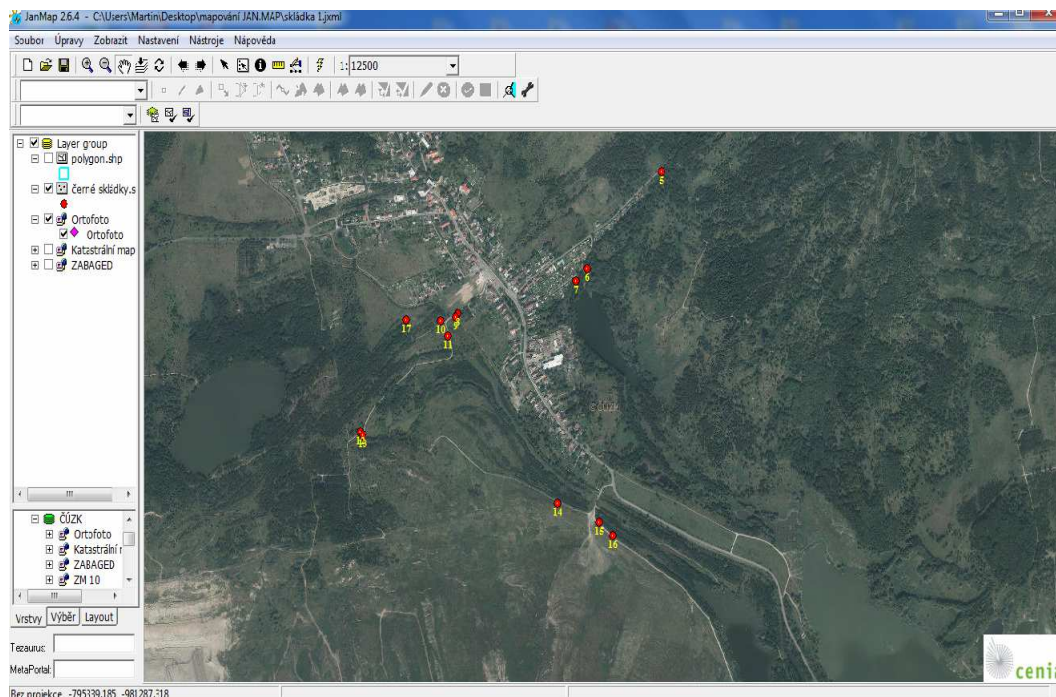 JanMap 2.6.4 - C:\Users\Martin\Desktop\mapování JAN.MAP\skládka 1.jxml
Soubor Úpravy Zobrazit Nastavení Nástroje Nápověda
1: 12500
Layer group
polygon.shp
černé skládky.s
Ortofoto
Ortofoto
Katastrální map
ZABAGED
5
6
7
17
10
9
11
13
14
15
16
ČÚZK
Ortofoto
Katastrální r
ZABAGED
ZM 10
Vrstvy Výběr Layout
Tezaurus:
MetaPortal:
cenia
Bez projekce -795339.185 -981287.318